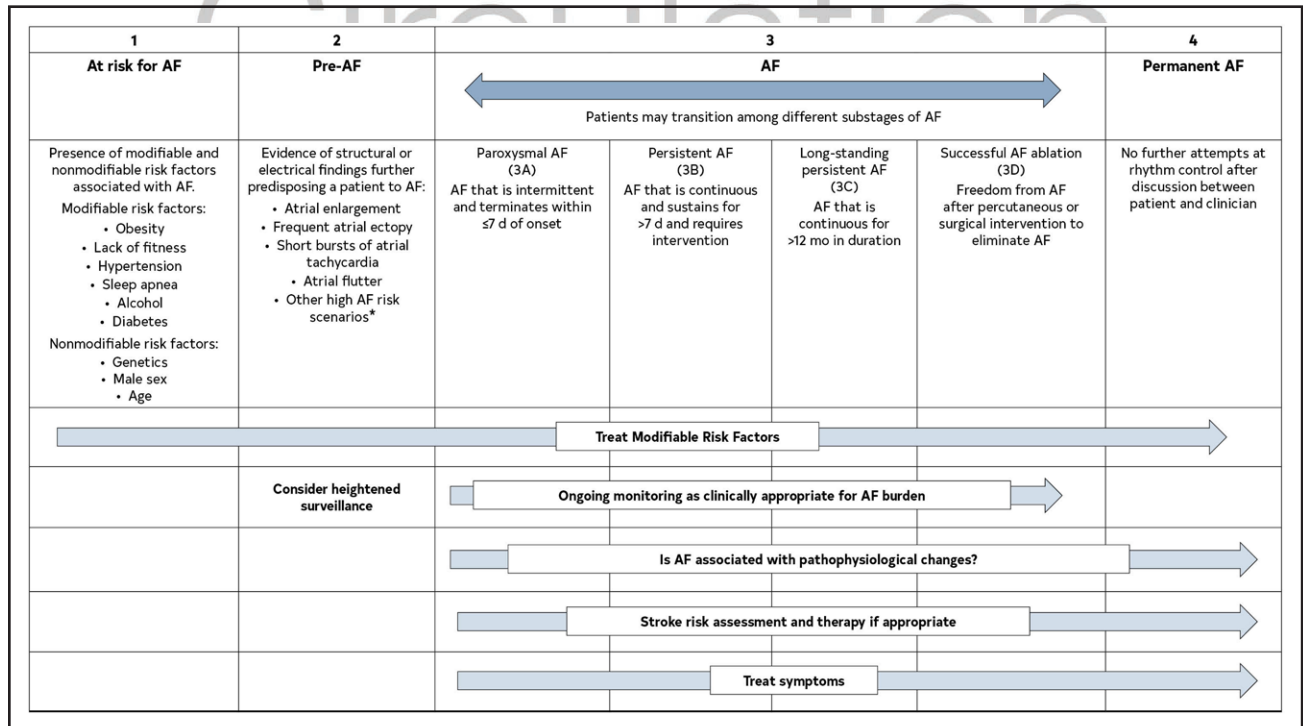 1
2
3
4
At risk for AF
Pre-AF
AF
Permanent AF
Patients may transition among different substages of AF
Presence of modifiable and
nonmodifiable risk factors
associated with AF.
Modifiable risk factors:
• Obesity
• Lack of fitness
• Hypertension
• Sleep apnea
• Alcohol
• Diabetes
Nonmodifiable risk factors:
• Genetics
• Male sex
• Age
Evidence of structural or
electrical findings further
predisposing a patient to AF:
• Atrial enlargement
• Frequent atrial ectopy
• Short bursts of atrial
tachycardia
• Atrial flutter
• Other high AF risk
scenarios*
Paroxysmal AF
(3A)
AF that is intermittent
and terminates within
≤7 d of onset
Persistent AF
(3B)
AF that is continuous
and sustains for
>7 d and requires
intervention
Long-standing
persistent AF
(3C)
AF that is
continuous for
>12 mo in duration
Successful AF ablation
(3D)
Freedom from AF
after percutaneous or
surgical intervention to
eliminate AF
No further attempts at
rhythm control after
discussion between
patient and clinician
Treat Modifiable Risk Factors
Consider heightened
surveillance
Ongoing monitoring as clinically appropriate for AF burden
Is AF associated with pathophysiological changes?
Stroke risk assessment and therapy if appropriate
Treat symptoms